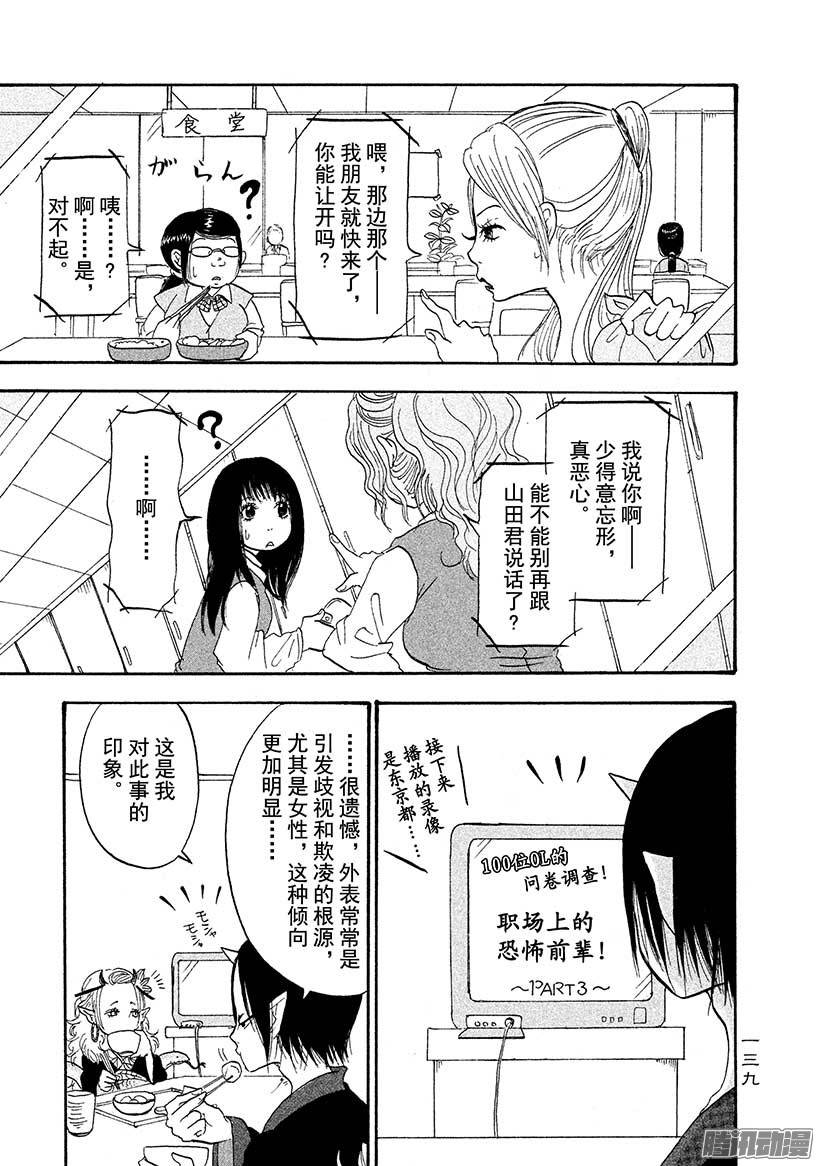 喂，那边那个——
我朋友就快来了，
你能让开吗？
食堂
がらん
？
咦……？
啊……是，
对不起。
我说你啊——
少得意忘形，
真恶心。
能不能别再跟
山田君说话了？
？
……啊……
接下来
播放的录像
是东京都……
100位OL的
问卷调查！
职场上的
恐怖前辈！
～PART3～
……很遗憾，外表常常是
引发歧视和欺凌的根源，
尤其是女性，这种倾向
更加明显……
这是我
对此事的
印象。
モシャ
モシャ
一三九
腾讯动漫